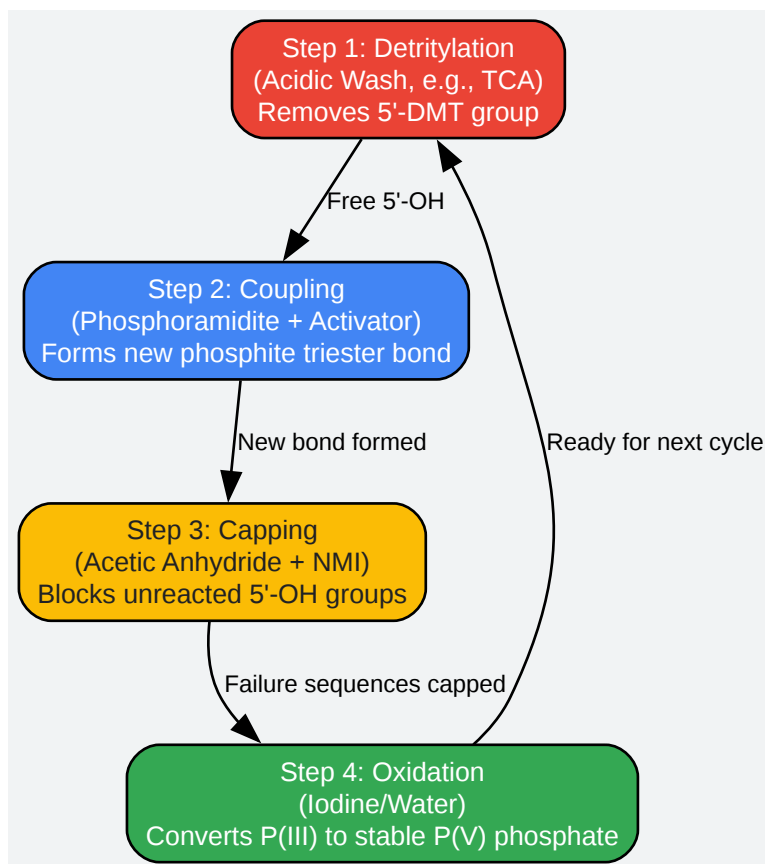 Step 1: Detritylation
(Acidic Wash, e.g., TCA)
Removes 5'-DMT group
Free 5'-OH
Step 2: Coupling
(Phosphoramidite + Activator)
Forms new phosphite triester bond
New bond formed
Ready for next cycle
Step 3: Capping
(Acetic Anhydride + NMI)
Blocks unreacted 5'-OH groups
Failure sequences capped
Step 4: Oxidation
(Iodine/Water)
Converts P(III) to stable P(V) phosphate